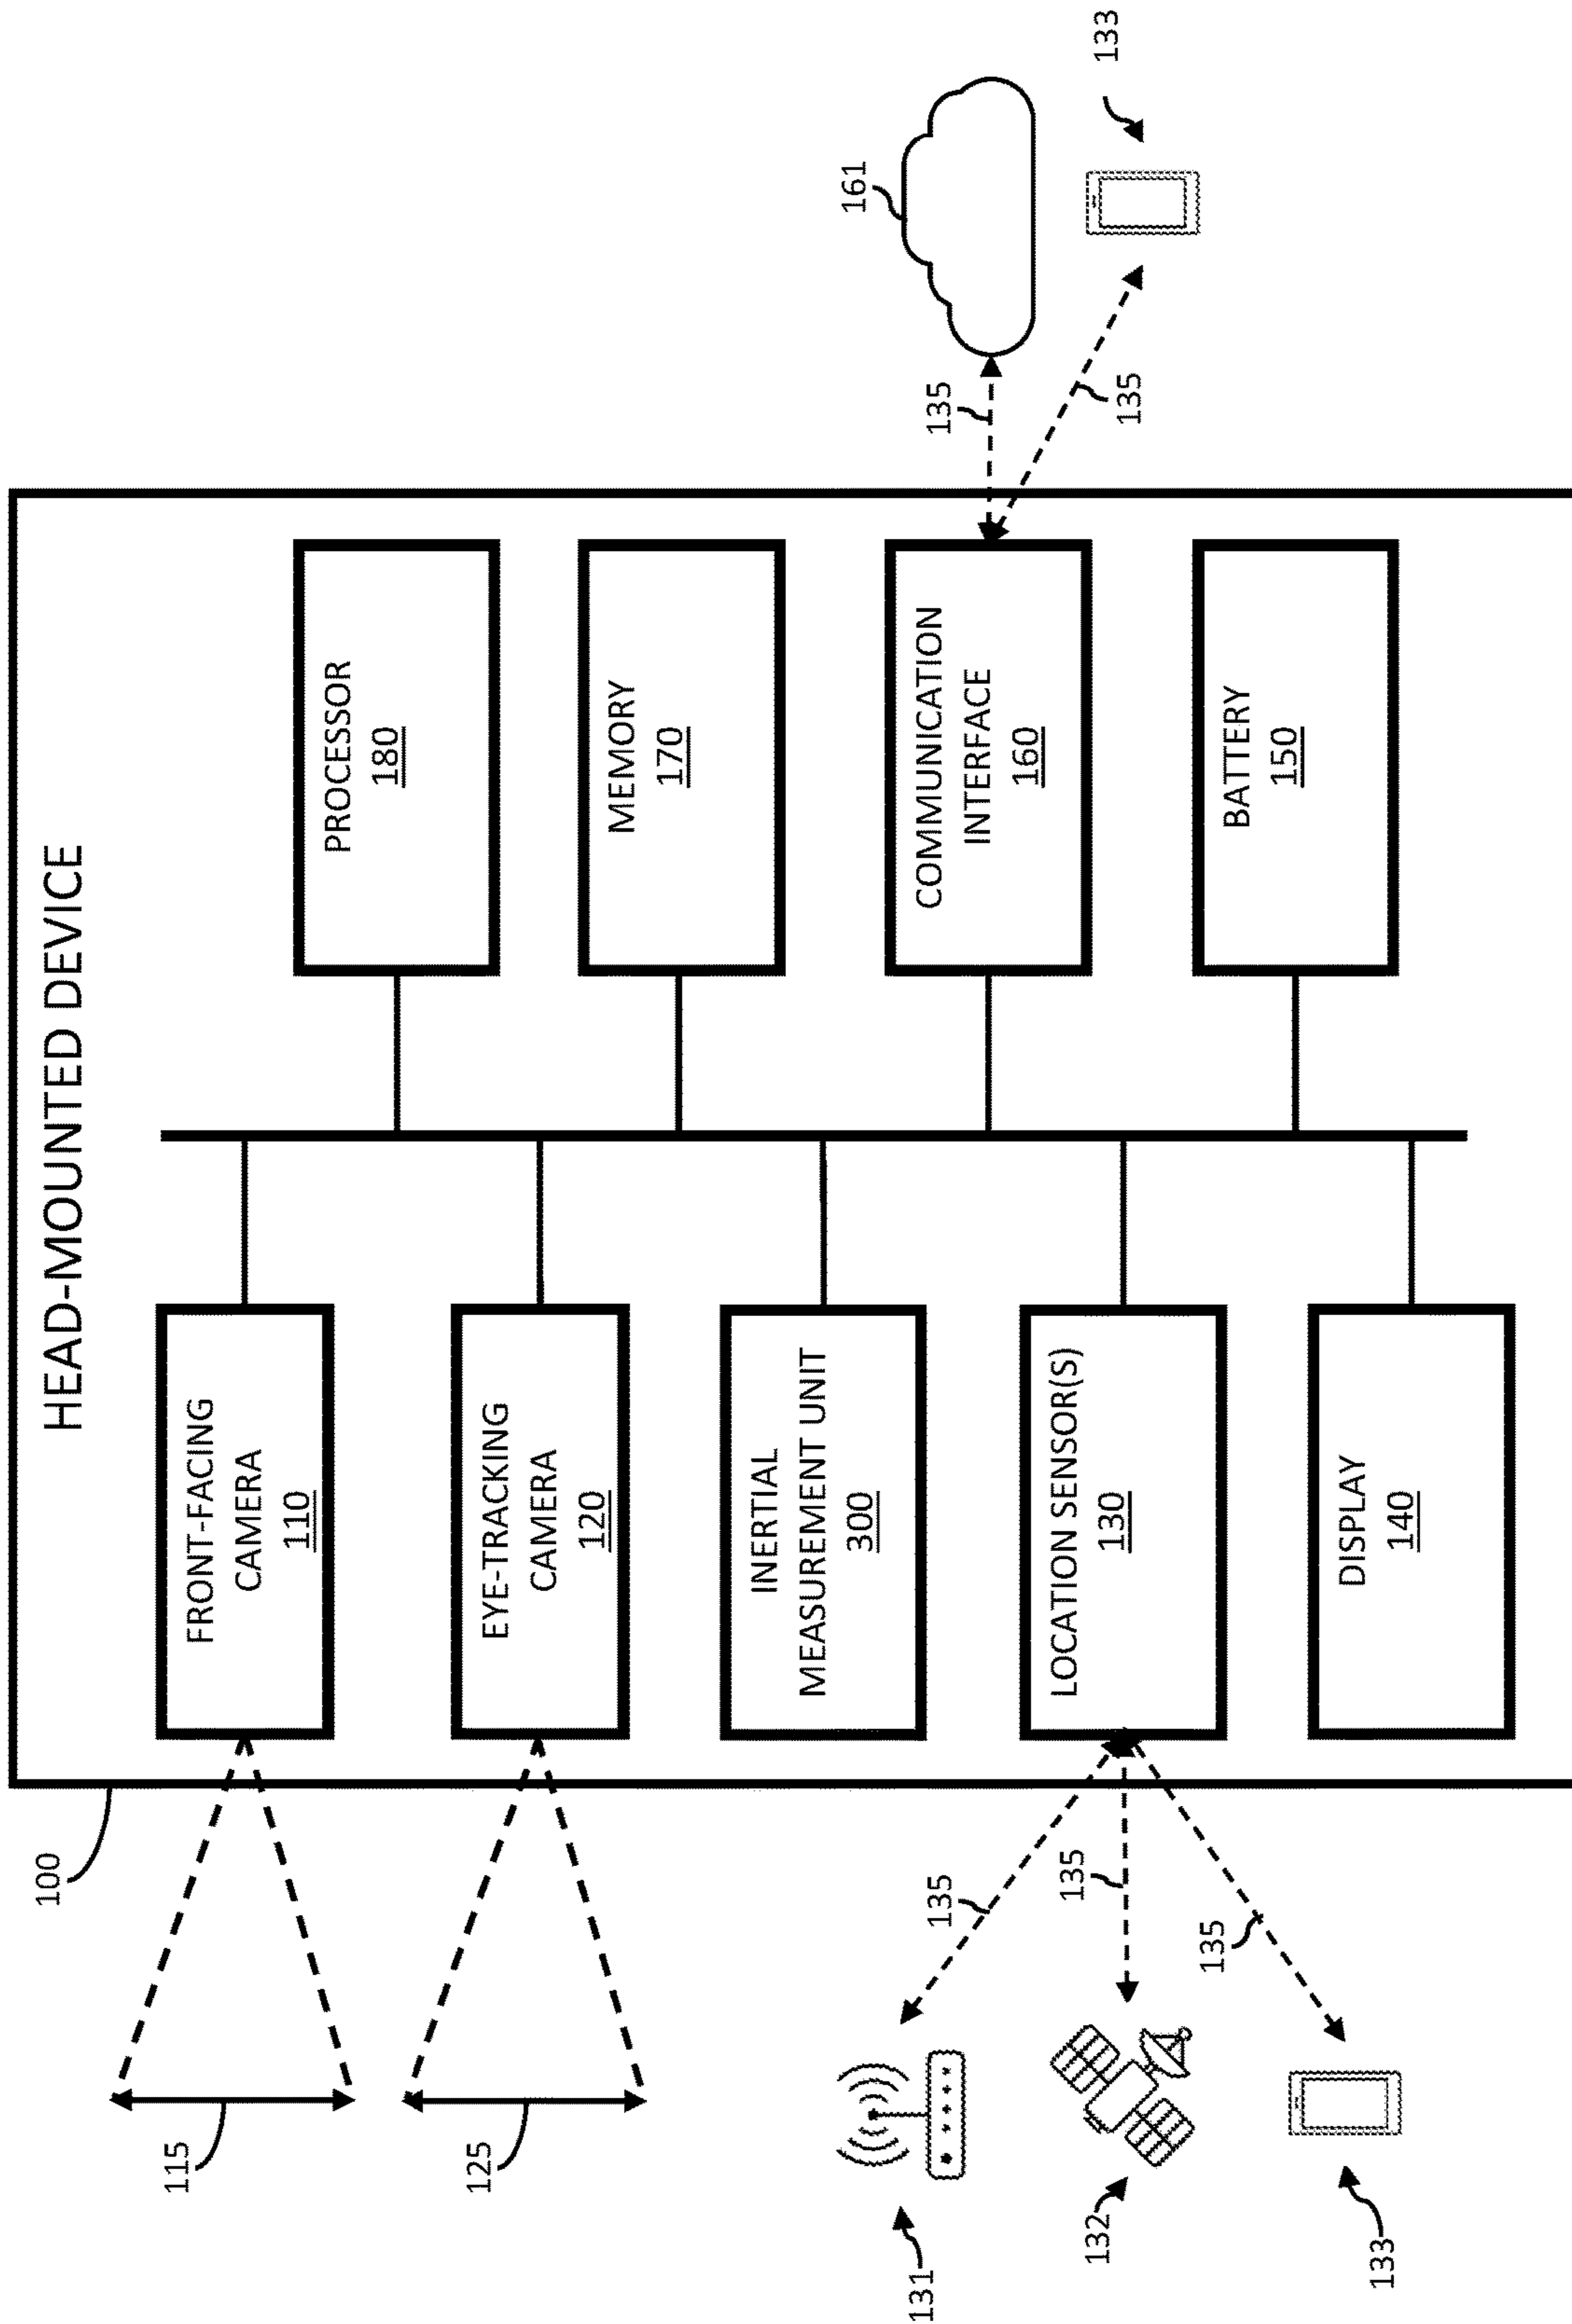 HEAD-MOUNTED DEVICE
100
115
FRONT-FACING
CAMERA
110
125
EYE-TRACKING
CAMERA
120
INERTIAL
MEASUREMENT UNIT
300
131
132
133
135
135
135
LOCATION SENSOR(S)
130
DISPLAY
140
PROCESSOR
180
MEMORY
170
COMMUNICATION
INTERFACE
160
BATTERY
150
135
135
161
133